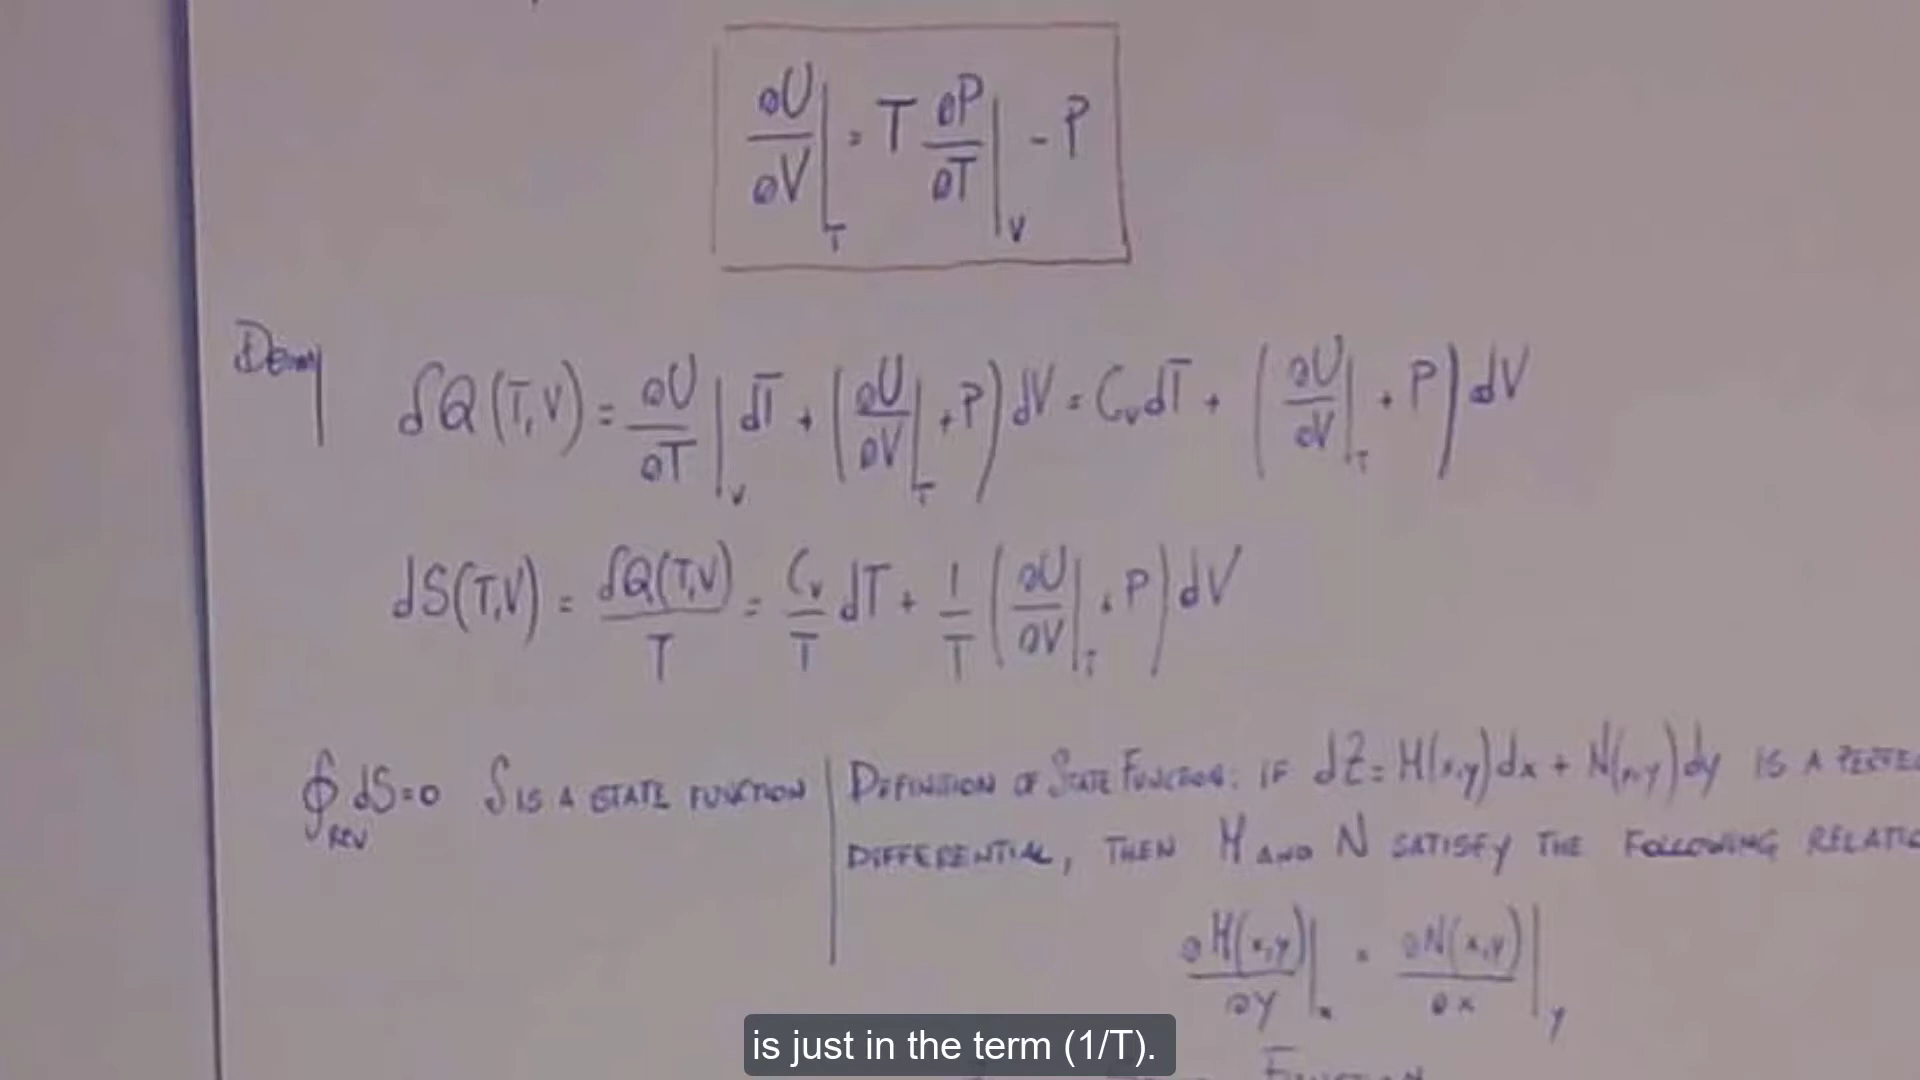 ∂U/∂V|_T = T ∂P/∂T|_V - P
Dem
δQ(T,V) = ∂U/∂T|_V dT + (∂U/∂V|_T + P) dV = C_v dT + (∂U/∂V|_T + P) dV
dS(T,V) = δQ(T,V)/T = C_v/T dT + 1/T (∂U/∂V|_T + P) dV
∮_REV dS = 0 S IS A STATE FUNCTION
DEFINITION OF STATE FUNCTION: IF dZ = M(x,y)dx + N(x,y)dy IS A
DIFFERENTIAL, THEN M AND N SATISFY THE FOLLOWING
∂M(x,y)/∂y|_x = ∂N(x,y)/∂x|_y
is just in the term (1/T).